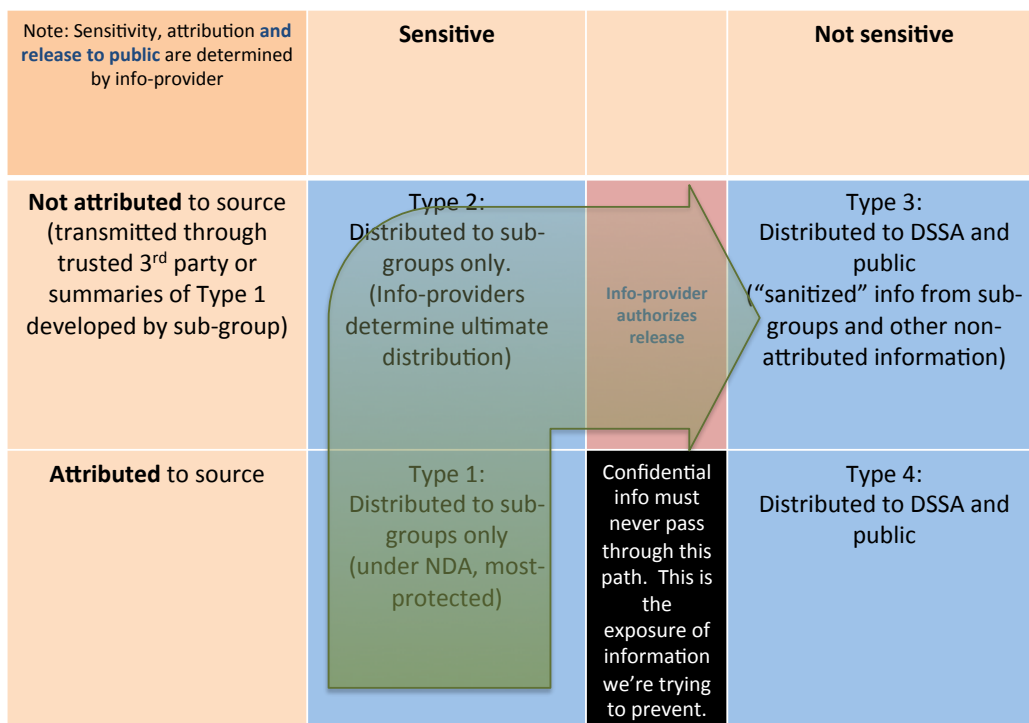 Note: Sensitivity, attribution and
release to public are determined
by info-provider
Sensitive
Not sensitive
Not attributed to source
(transmitted through
trusted 3rd party or
summaries of Type 1
developed by sub-group)
Type 2:
Distributed to sub-
groups only.
(Info-providers
determine ultimate
distribution)
Info-provider
authorizes
release
Type 3:
Distributed to DSSA and
public
(“sanitized” info from sub-
groups and other non-
attributed information)
Attributed to source
Type 1:
Distributed to sub-
groups only
(under NDA, most-
protected)
Confidential
info must
never pass
through this
path.  This is
the
exposure of
information
we’re trying
to prevent.
Type 4:
Distributed to DSSA and
public